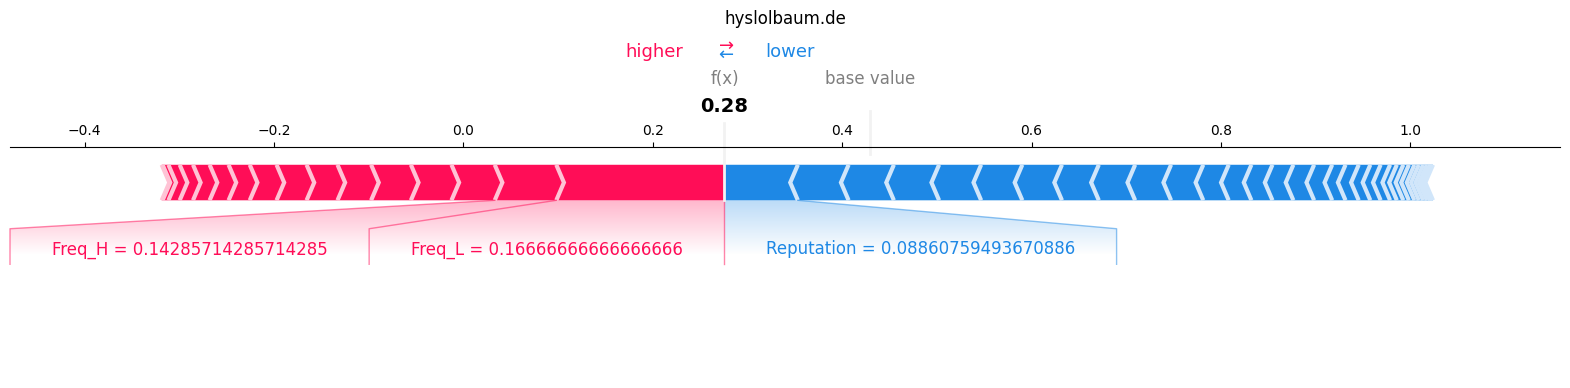 hyslolbaum.de
higher → ← lower
f(x) base value
0.28
−0.4 −0.2 0.0 0.2 0.4 0.6 0.8 1.0
Freq_H = 0.14285714285714285 Freq_L = 0.16666666666666666 Reputation = 0.08860759493670886